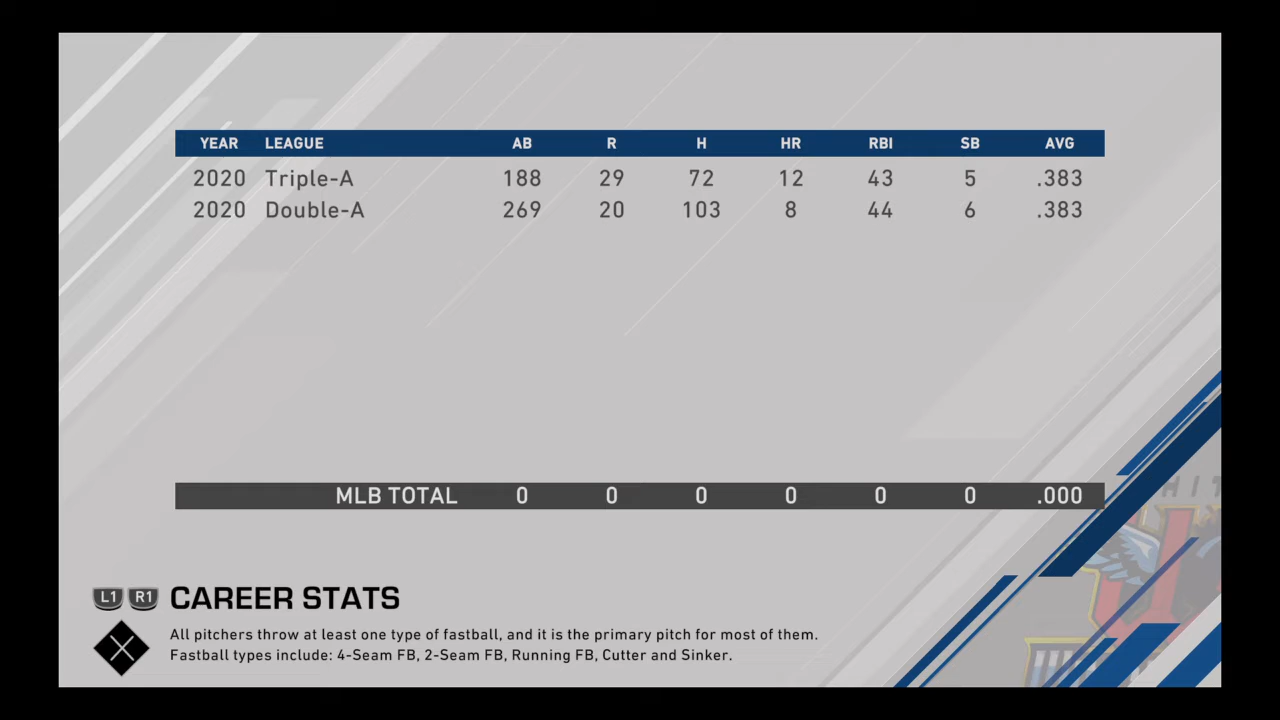 YEAR LEAGUE AB R H HR RBI SB AVG
2020 Triple-A 188 29 72 12 43 5 .383
2020 Double-A 269 20 103 8 44 6 .383
MLB TOTAL 0 0 0 0 0 0 .000
L1 R1 CAREER STATS
All pitchers throw at least one type of fastball, and it is the primary pitch for most of them.
Fastball types include: 4-Seam FB, 2-Seam FB, Running FB, Cutter and Sinker.